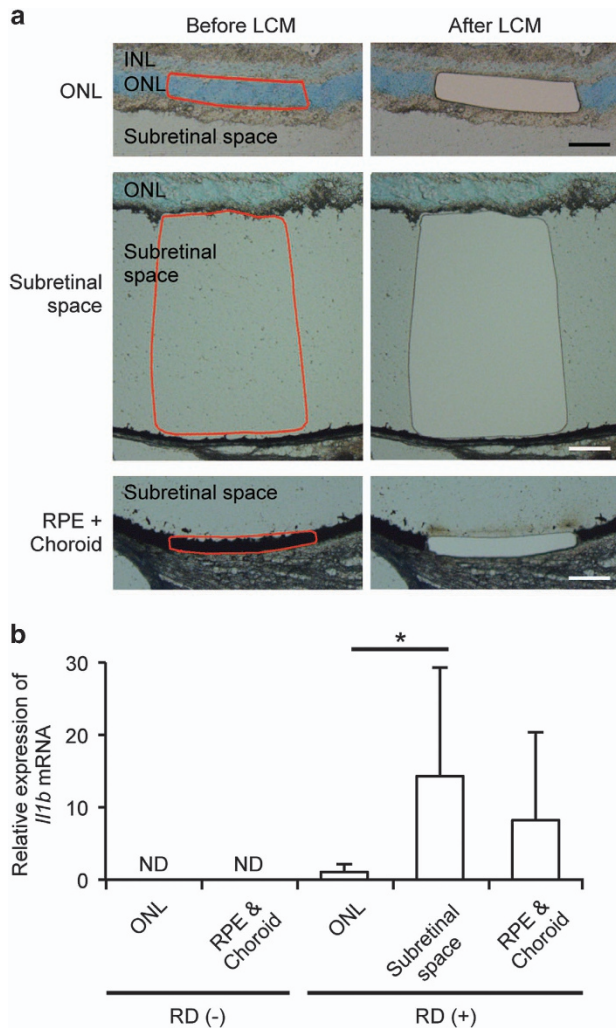 a
Before LCM
After LCM
ONL
INL
ONL
Subretinal space
Subretinal
space
ONL
Subretinal
space
RPE +
Choroid
Subretinal space
b
Relative expression of
Il1b mRNA
30
20
10
0
*
ND
ND
ONL
RPE &
Choroid
ONL
Subretinal
space
RPE &
Choroid
RD (-)
RD (+)